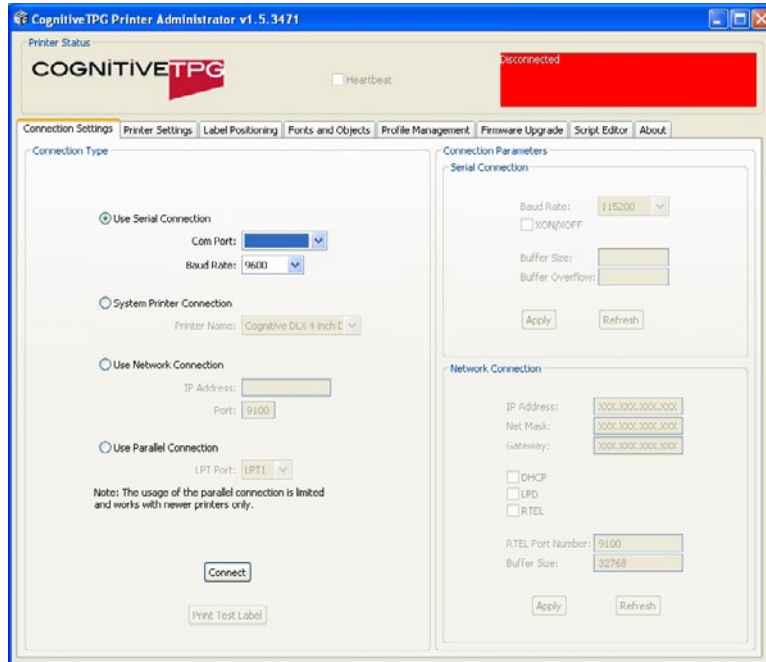 CognitiveTPG Printer Administrator v1.5.3471
Printer Status
COGNITIVETPG
Heartbeat
Disconnected
Connection Settings Printer Settings Label Positioning Fonts and Objects Profile Management Firmware Upgrade Script Editor About
Connection Type
Use Serial Connection
Com Port:
Baud Rate: 9600
System Printer Connection
Printer Name: Cognitive DLX 4 inch D
Use Network Connection
IP Address:
Port: 9100
Use Parallel Connection
LPT Port: LPT1
Note: The usage of the parallel connection is limited
and works with newer printers only.
Connect
Print Test Label
Connection Parameters
Serial Connection
Baud Rate: 115200
XON/XOFF
Buffer Size:
Buffer Overflow:
Apply Refresh
Network Connection
IP Address: XXX.XXX.XXX.XXX
Net Mask: XXX.XXX.XXX.XXX
Gateway: XXX.XXX.XXX.XXX
DHCP
LPD
RTEL
RTEL Port Number: 9100
Buffer Size: 32768
Apply Refresh